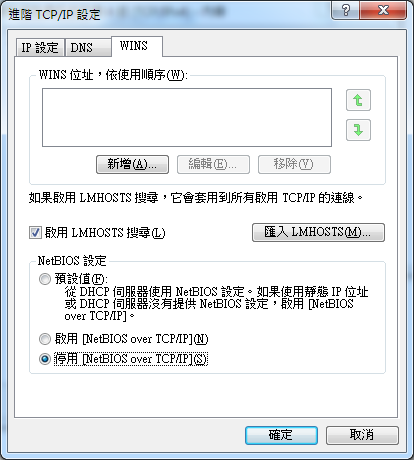 進階 TCP/IP 設定
IP 設定
DNS
WINS
WINS 位址，依使用順序(W):
新增(A)...
編輯(E)...
移除(V)
如果啟用 LMHOSTS 搜尋，它會套用到所有啟用 TCP/IP 的連線。
啟用 LMHOSTS 搜尋(L)
匯入 LMHOSTS(M)...
NetBIOS 設定
預設值(F):
從 DHCP 伺服器使用 NetBIOS 設定。如果使用靜態 IP 位址
或 DHCP 伺服器沒有提供 NetBIOS 設定，啟用 [NetBIOS
over TCP/IP]。
啟用 [NetBIOS over TCP/IP](N)
停用 [NetBIOS over TCP/IP](S)
確定
取消